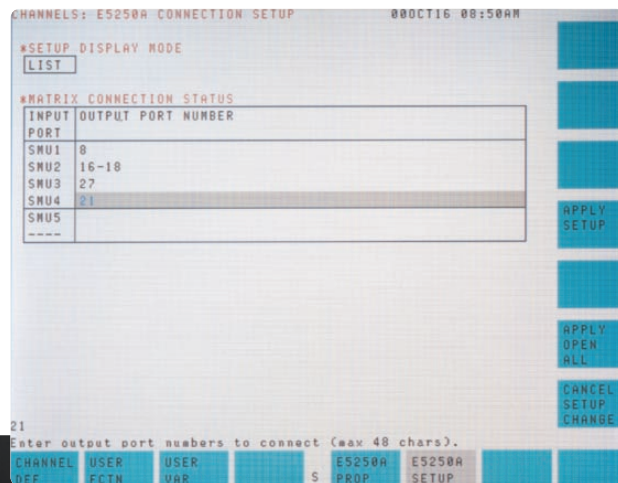 CHANNELS: E5250A CONNECTION SETUP 00OCT16 08:50AM
*SETUP DISPLAY MODE
LIST
*MATRIX CONNECTION STATUS
INPUT PORT OUTPUT PORT NUMBER
SMU1 8
SMU2 16-18
SMU3 27
SMU4 21
SMU5
----
APPLY
SETUP
APPLY
OPEN
ALL
CANCEL
SETUP
CHANGE
21
Enter output port numbers to connect (max 48 chars).
CHANNEL DEF
USER FCTN
USER VAR
S
E5250A PROP
E5250A SETUP